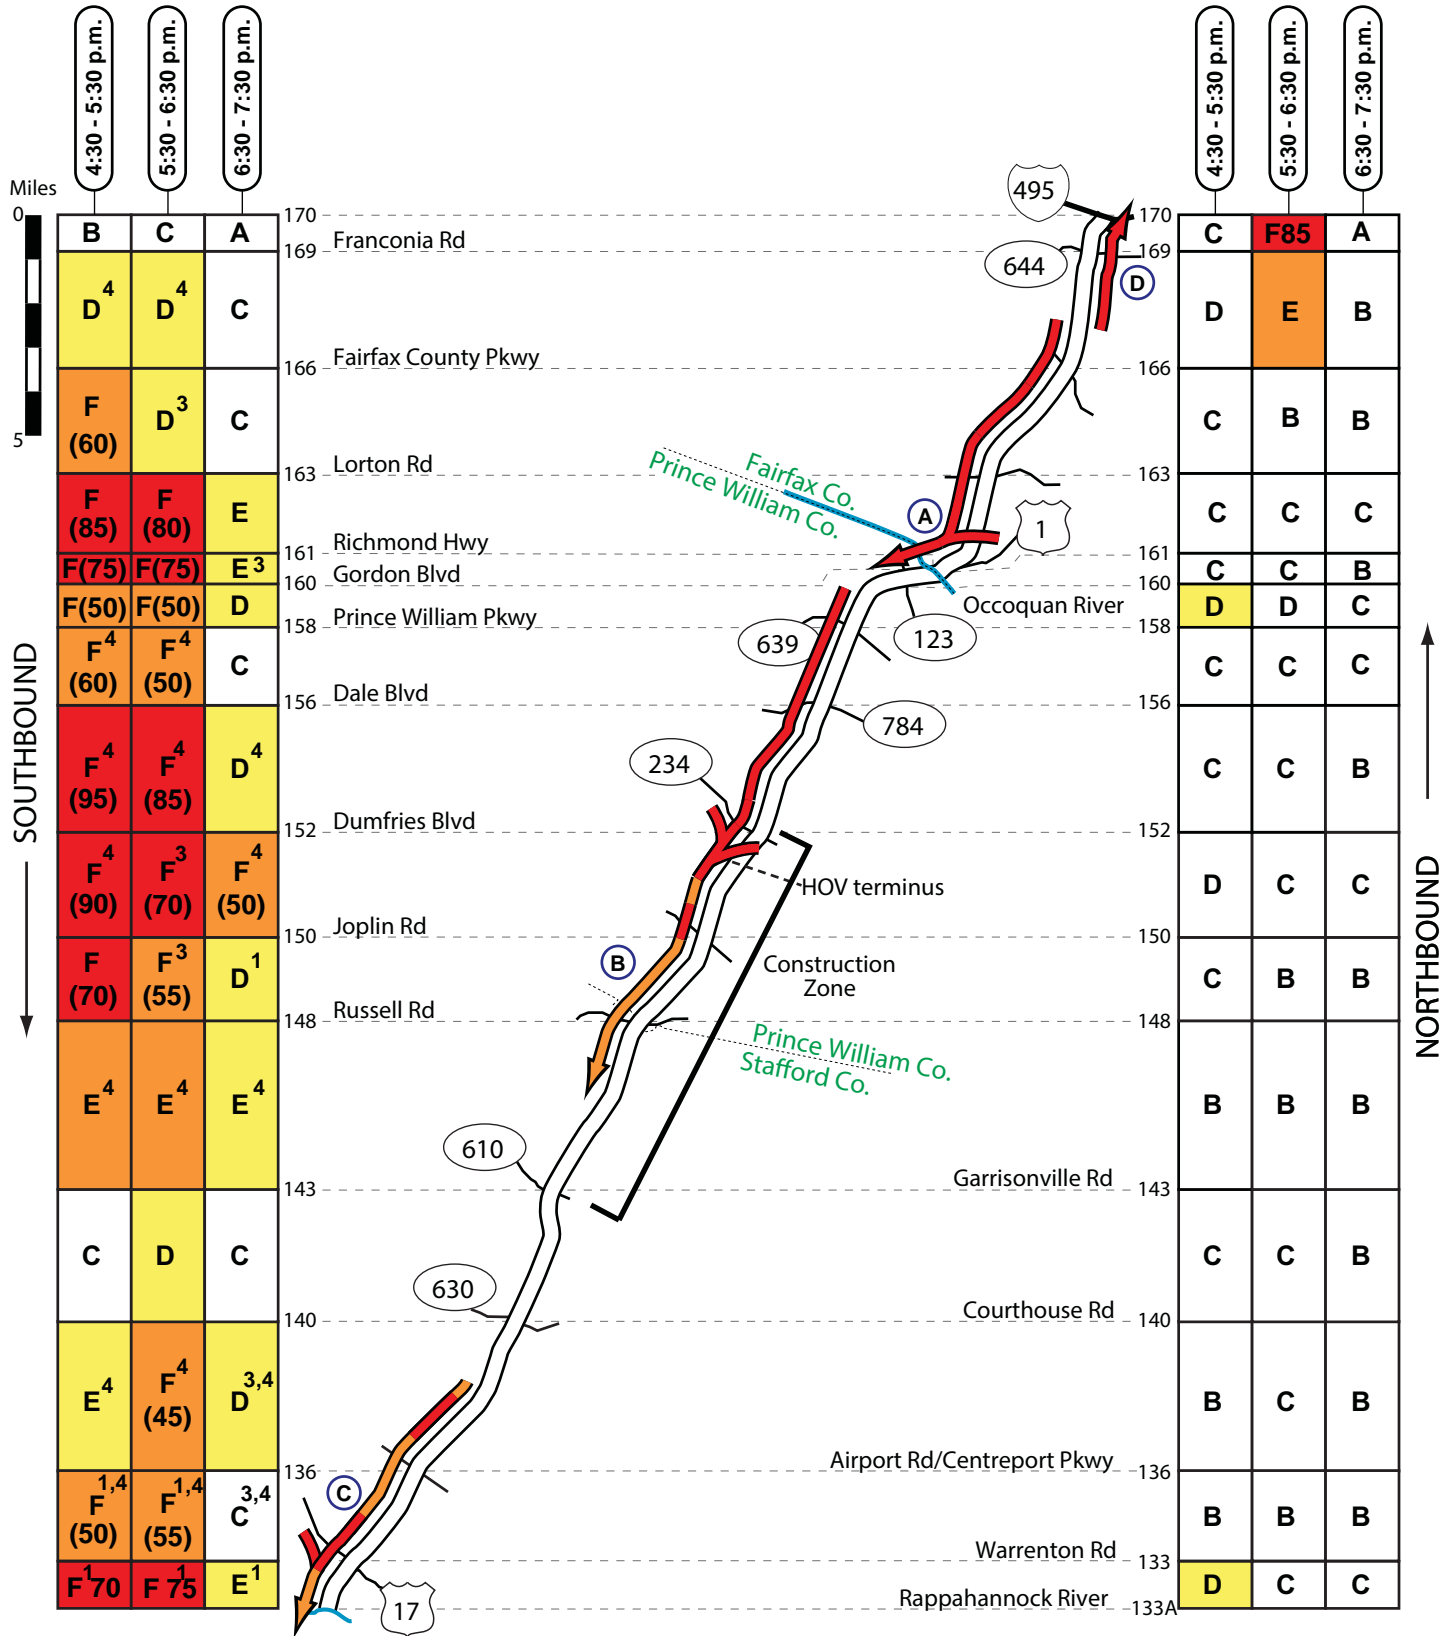 4:30 - 5:30 p.m.
5:30 - 6:30 p.m.
6:30 - 7:30 p.m.
4:30 - 5:30 p.m.
5:30 - 6:30 p.m.
6:30 - 7:30 p.m.
Miles
0
5
SOUTHBOUND
NORTHBOUND
B C A
170
Franconia Rd
495
170
C F85 A
169
644
169
D
D4 D4 C
D E B
166
Fairfax County Pkwy
166
F (60) D3 C
C B B
163
Lorton Rd
163
Fairfax Co.
Prince William Co.
A
1
F (85) F (80) E
C C C
161
Richmond Hwy
161
F(75) F(75) E3
C C B
160
Gordon Blvd
160
Occoquan River
F(50) F(50) D
D D C
158
Prince William Pkwy
158
639
123
F4 (60) F4 (50) C
C C C
156
Dale Blvd
156
784
234
F4 (95) F4 (85) D4
C C B
152
Dumfries Blvd
152
HOV terminus
F4 (90) F3 (70) F4 (50)
D C C
150
Joplin Rd
150
B
Construction
Zone
F (70) F3 (55) D1
C B B
148
Russell Rd
148
Prince William Co.
Stafford Co.
E4 E4 E4
B B B
610
143
Garrisonville Rd
143
C D C
C C B
630
140
Courthouse Rd
140
E4 F4 (45) D3,4
B C B
136
Airport Rd/Centreport Pkwy
136
C
F1,4 (50) F1,4 (55) C3,4
B B B
133
Warrenton Rd
133
F1 70 F1 75 E1
D C C
17
Rappahannock River
133A